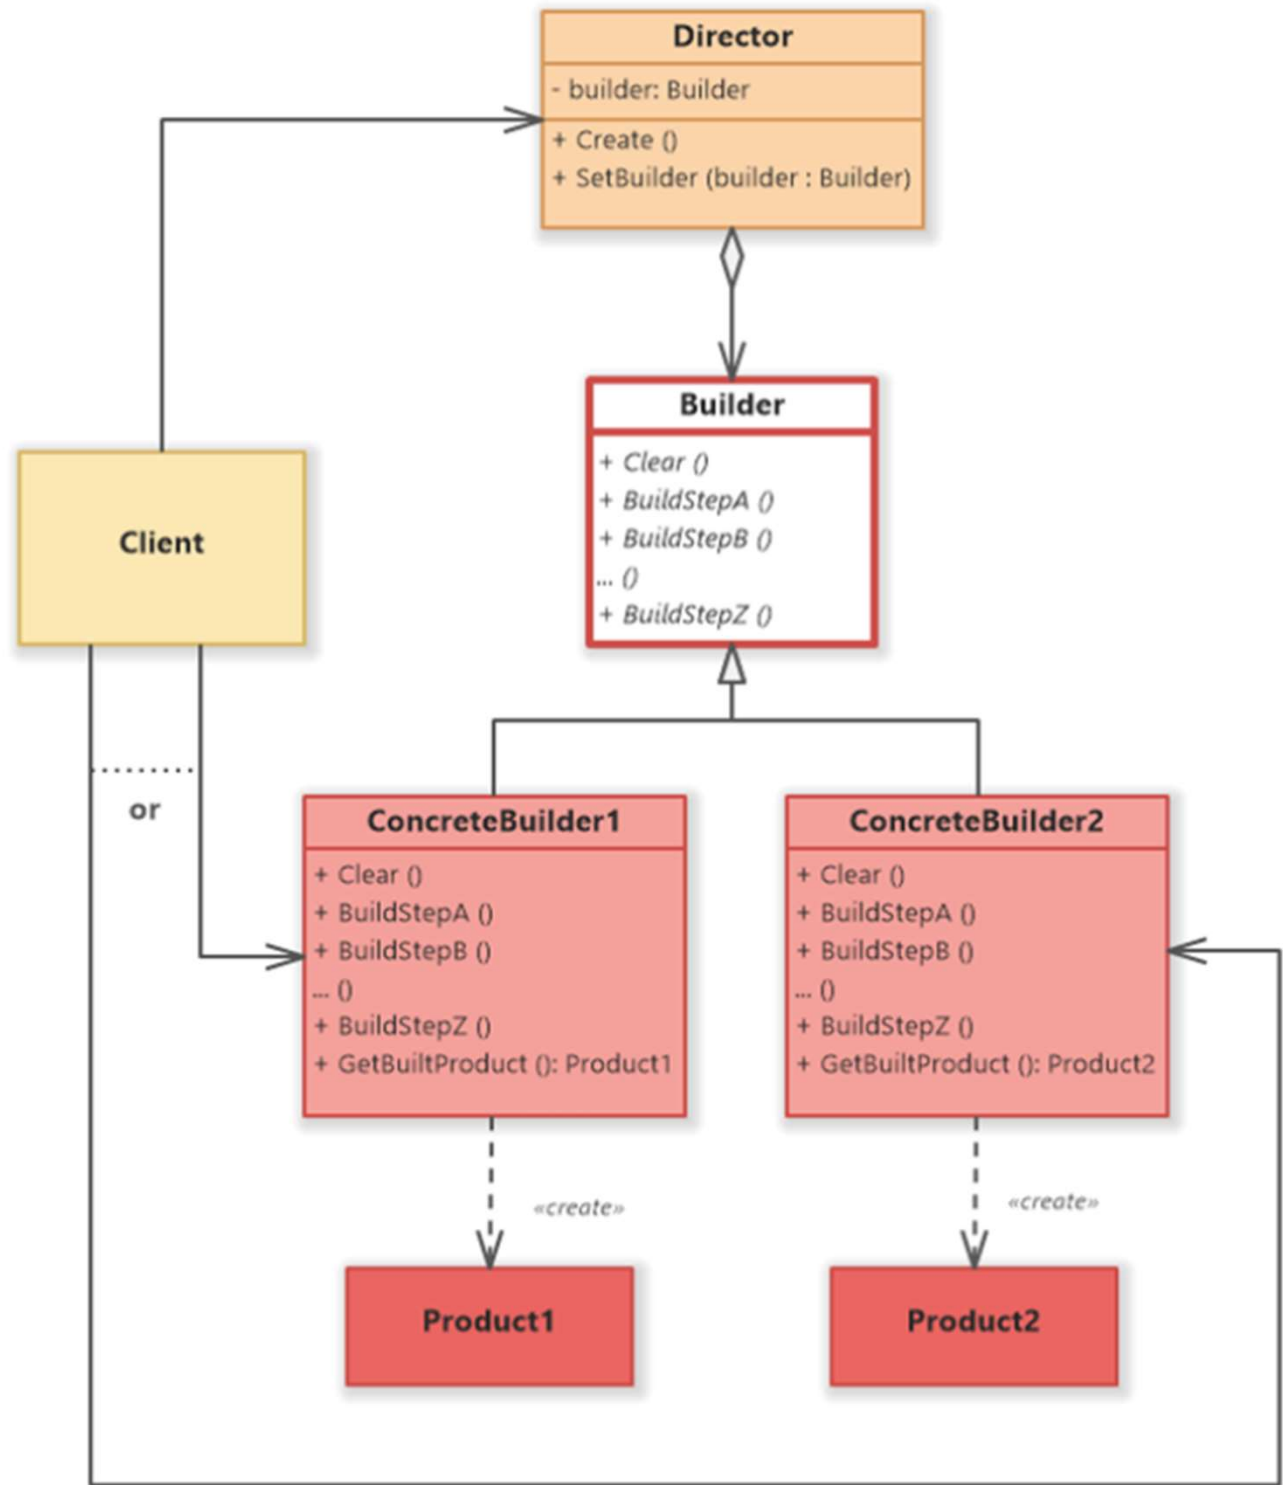 Director
- builder: Builder
+ Create ()
+ SetBuilder (builder : Builder)
Builder
+ Clear ()
+ BuildStepA ()
+ BuildStepB ()
... ()
+ BuildStepZ ()
Client
or
ConcreteBuilder1
+ Clear ()
+ BuildStepA ()
+ BuildStepB ()
... ()
+ BuildStepZ ()
+ GetBuiltProduct (): Product1
ConcreteBuilder2
+ Clear ()
+ BuildStepA ()
+ BuildStepB ()
... ()
+ BuildStepZ ()
+ GetBuiltProduct (): Product2
«create»
«create»
Product1
Product2